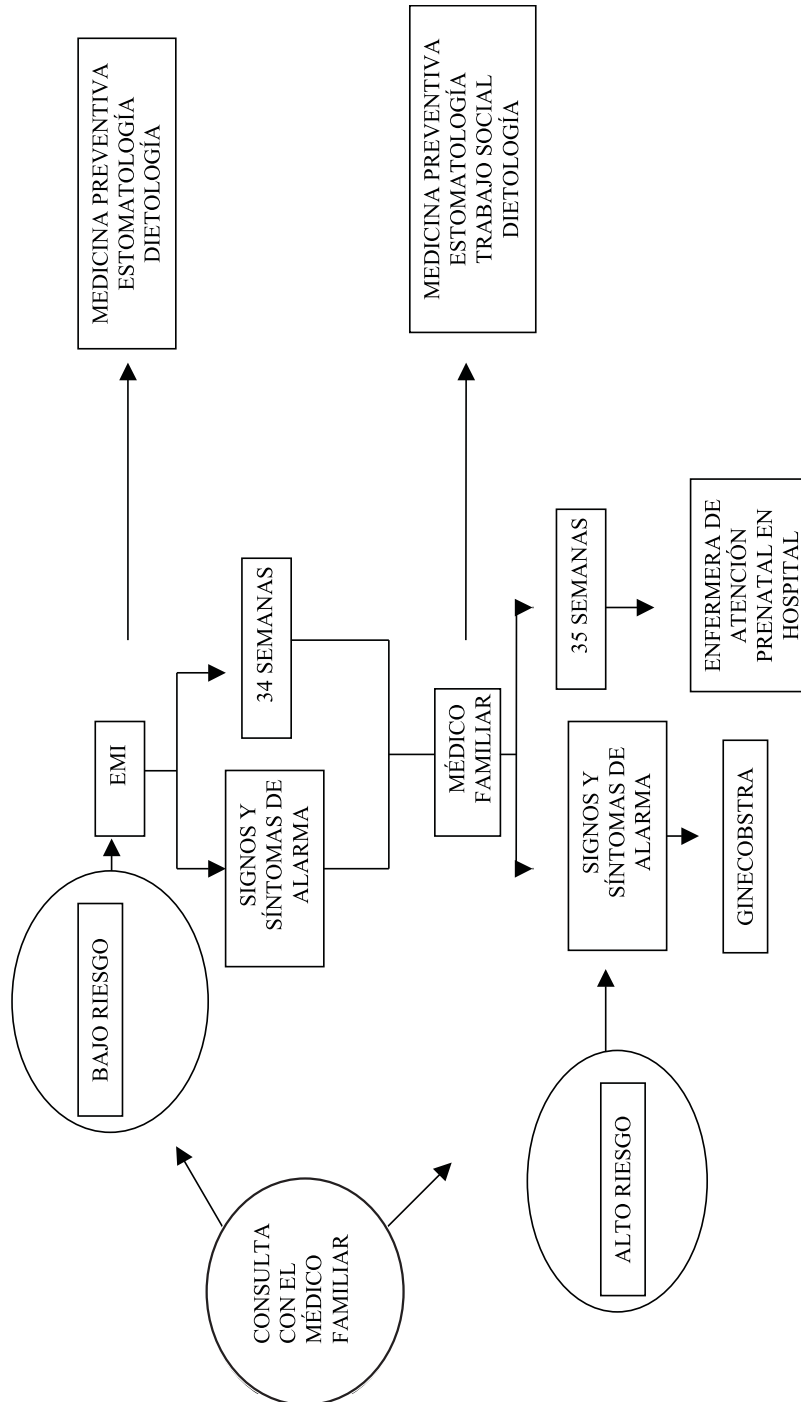 CONSULTA
CON EL
MÉDICO
FAMILIAR
BAJO RIESGO
EMI
MEDICINA PREVENTIVA
ESTOMATOLOGÍA
DIETOLOGÍA
SIGNOS Y
SÍNTOMAS DE
ALARMA
34 SEMANAS
MÉDICO
FAMILIAR
MEDICINA PREVENTIVA
ESTOMATOLOGÍA
TRABAJO SOCIAL
DIETOLOGÍA
ALTO RIESGO
SIGNOS Y
SÍNTOMAS DE
ALARMA
35 SEMANAS
GINECOBSTRA
ENFERMERA DE
ATENCIÓN
PRENATAL EN
HOSPITAL